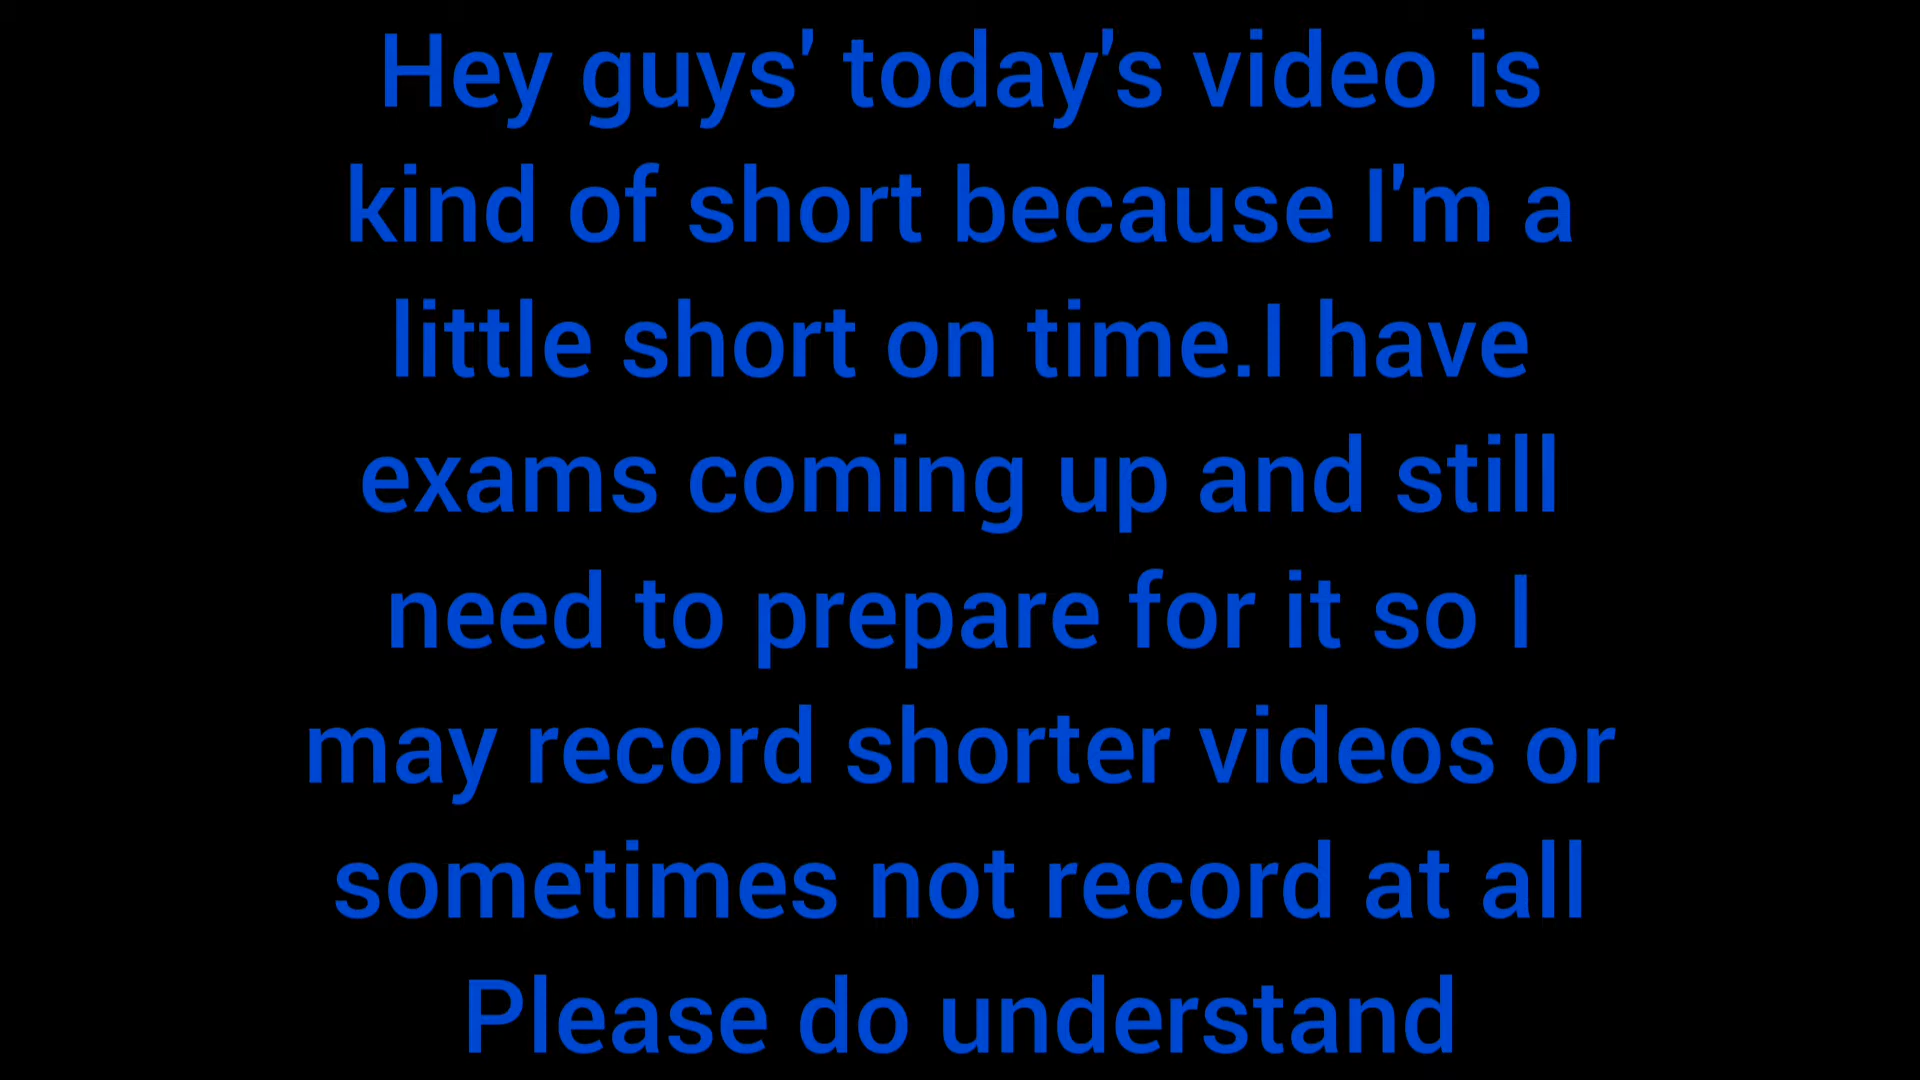 Hey guys' today's video is
kind of short because I'm a
little short on time.I have
exams coming up and still
need to prepare for it so I
may record shorter videos or
sometimes not record at all
Please do understand